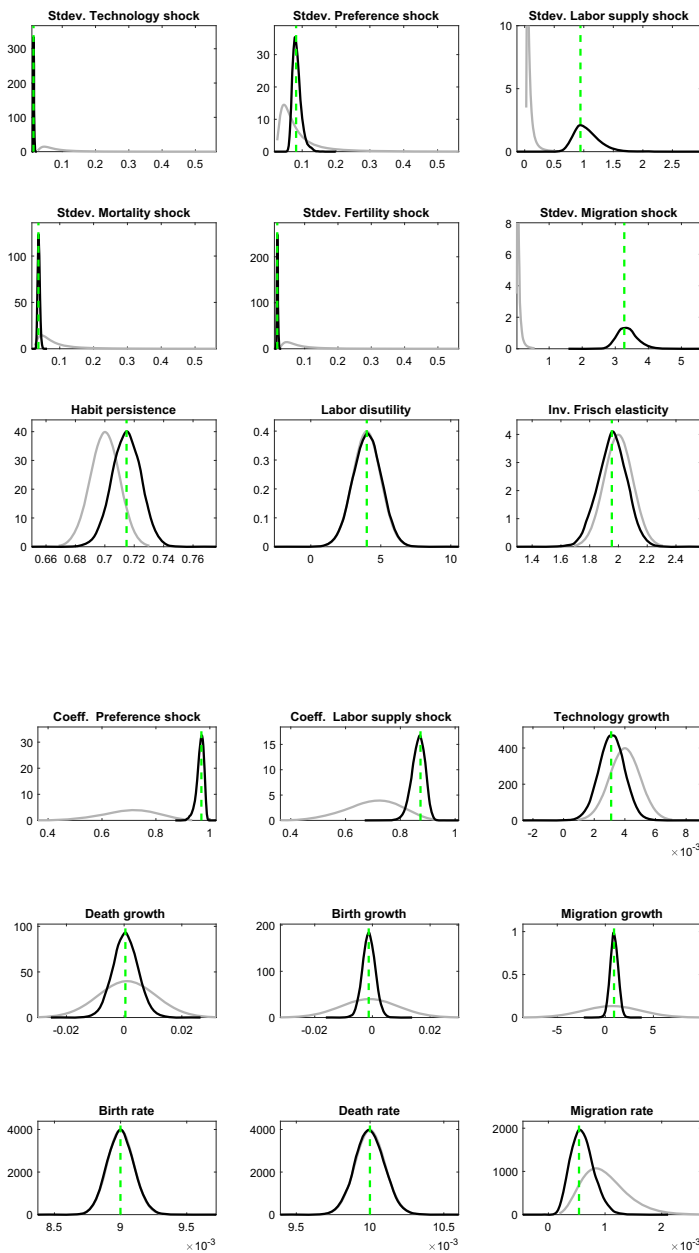 Stdev. Technology shock Stdev. Preference shock Stdev. Labor supply shock
300 200 100 0
0.1 0.2 0.3 0.4 0.5
30 20 10 0
0.1 0.2 0.3 0.4 0.5
10 5 0
0 0.5 1 1.5 2 2.5
Stdev. Mortality shock Stdev. Fertility shock Stdev. Migration shock
100 50 0
0.1 0.2 0.3 0.4 0.5
200 100 0
0.1 0.2 0.3 0.4 0.5
8 6 4 2 0
1 2 3 4 5
Habit persistence Labor disutility Inv. Frisch elasticity
40 30 20 10 0
0.66 0.68 0.7 0.72 0.74 0.76
0.4 0.3 0.2 0.1 0
0 5 10
4 3 2 1 0
1.4 1.6 1.8 2 2.2 2.4
Coeff. Preference shock Coeff. Labor supply shock Technology growth
30 20 10 0
0.4 0.6 0.8 1
15 10 5 0
0.4 0.6 0.8 1
400 200 0
-2 0 2 4 6 8
×10⁻³
Death growth Birth growth Migration growth
100 50 0
-0.02 0 0.02
200 100 0
-0.02 0 0.02
1 0.5 0
-5 0 5
Birth rate Death rate Migration rate
4000 2000 0
8.5 9 9.5
×10⁻³
4000 2000 0
9.5 10 10.5
×10⁻³
2000 1000 0
0 1 2
×10⁻³